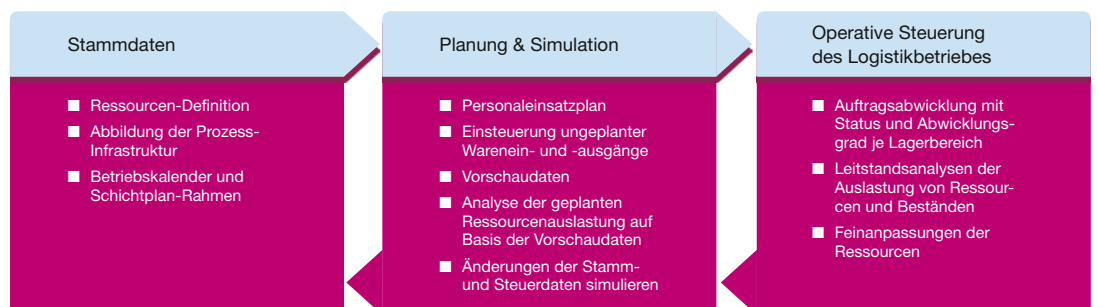 Stammdaten
■ Ressourcen-Definition
■ Abbildung der Prozess-
Infrastruktur
■ Betriebskalender und
Schichtplan-Rahmen
Planung & Simulation
■ Personaleinsatzplan
■ Einsteuerung ungeplanter
Warenein- und -ausgänge
■ Vorschaudaten
■ Analyse der geplanten
Ressourcenauslastung auf
Basis der Vorschaudaten
■ Änderungen der Stamm-
und Steuerdaten simulieren
Operative Steuerung
des Logistikbetriebes
■ Auftragsabwicklung mit
Status und Abwicklungs-
grad je Lagerbereich
■ Leitstandsanalysen der
Auslastung von Ressour-
cen und Beständen
■ Feinanpassungen der
Ressourcen